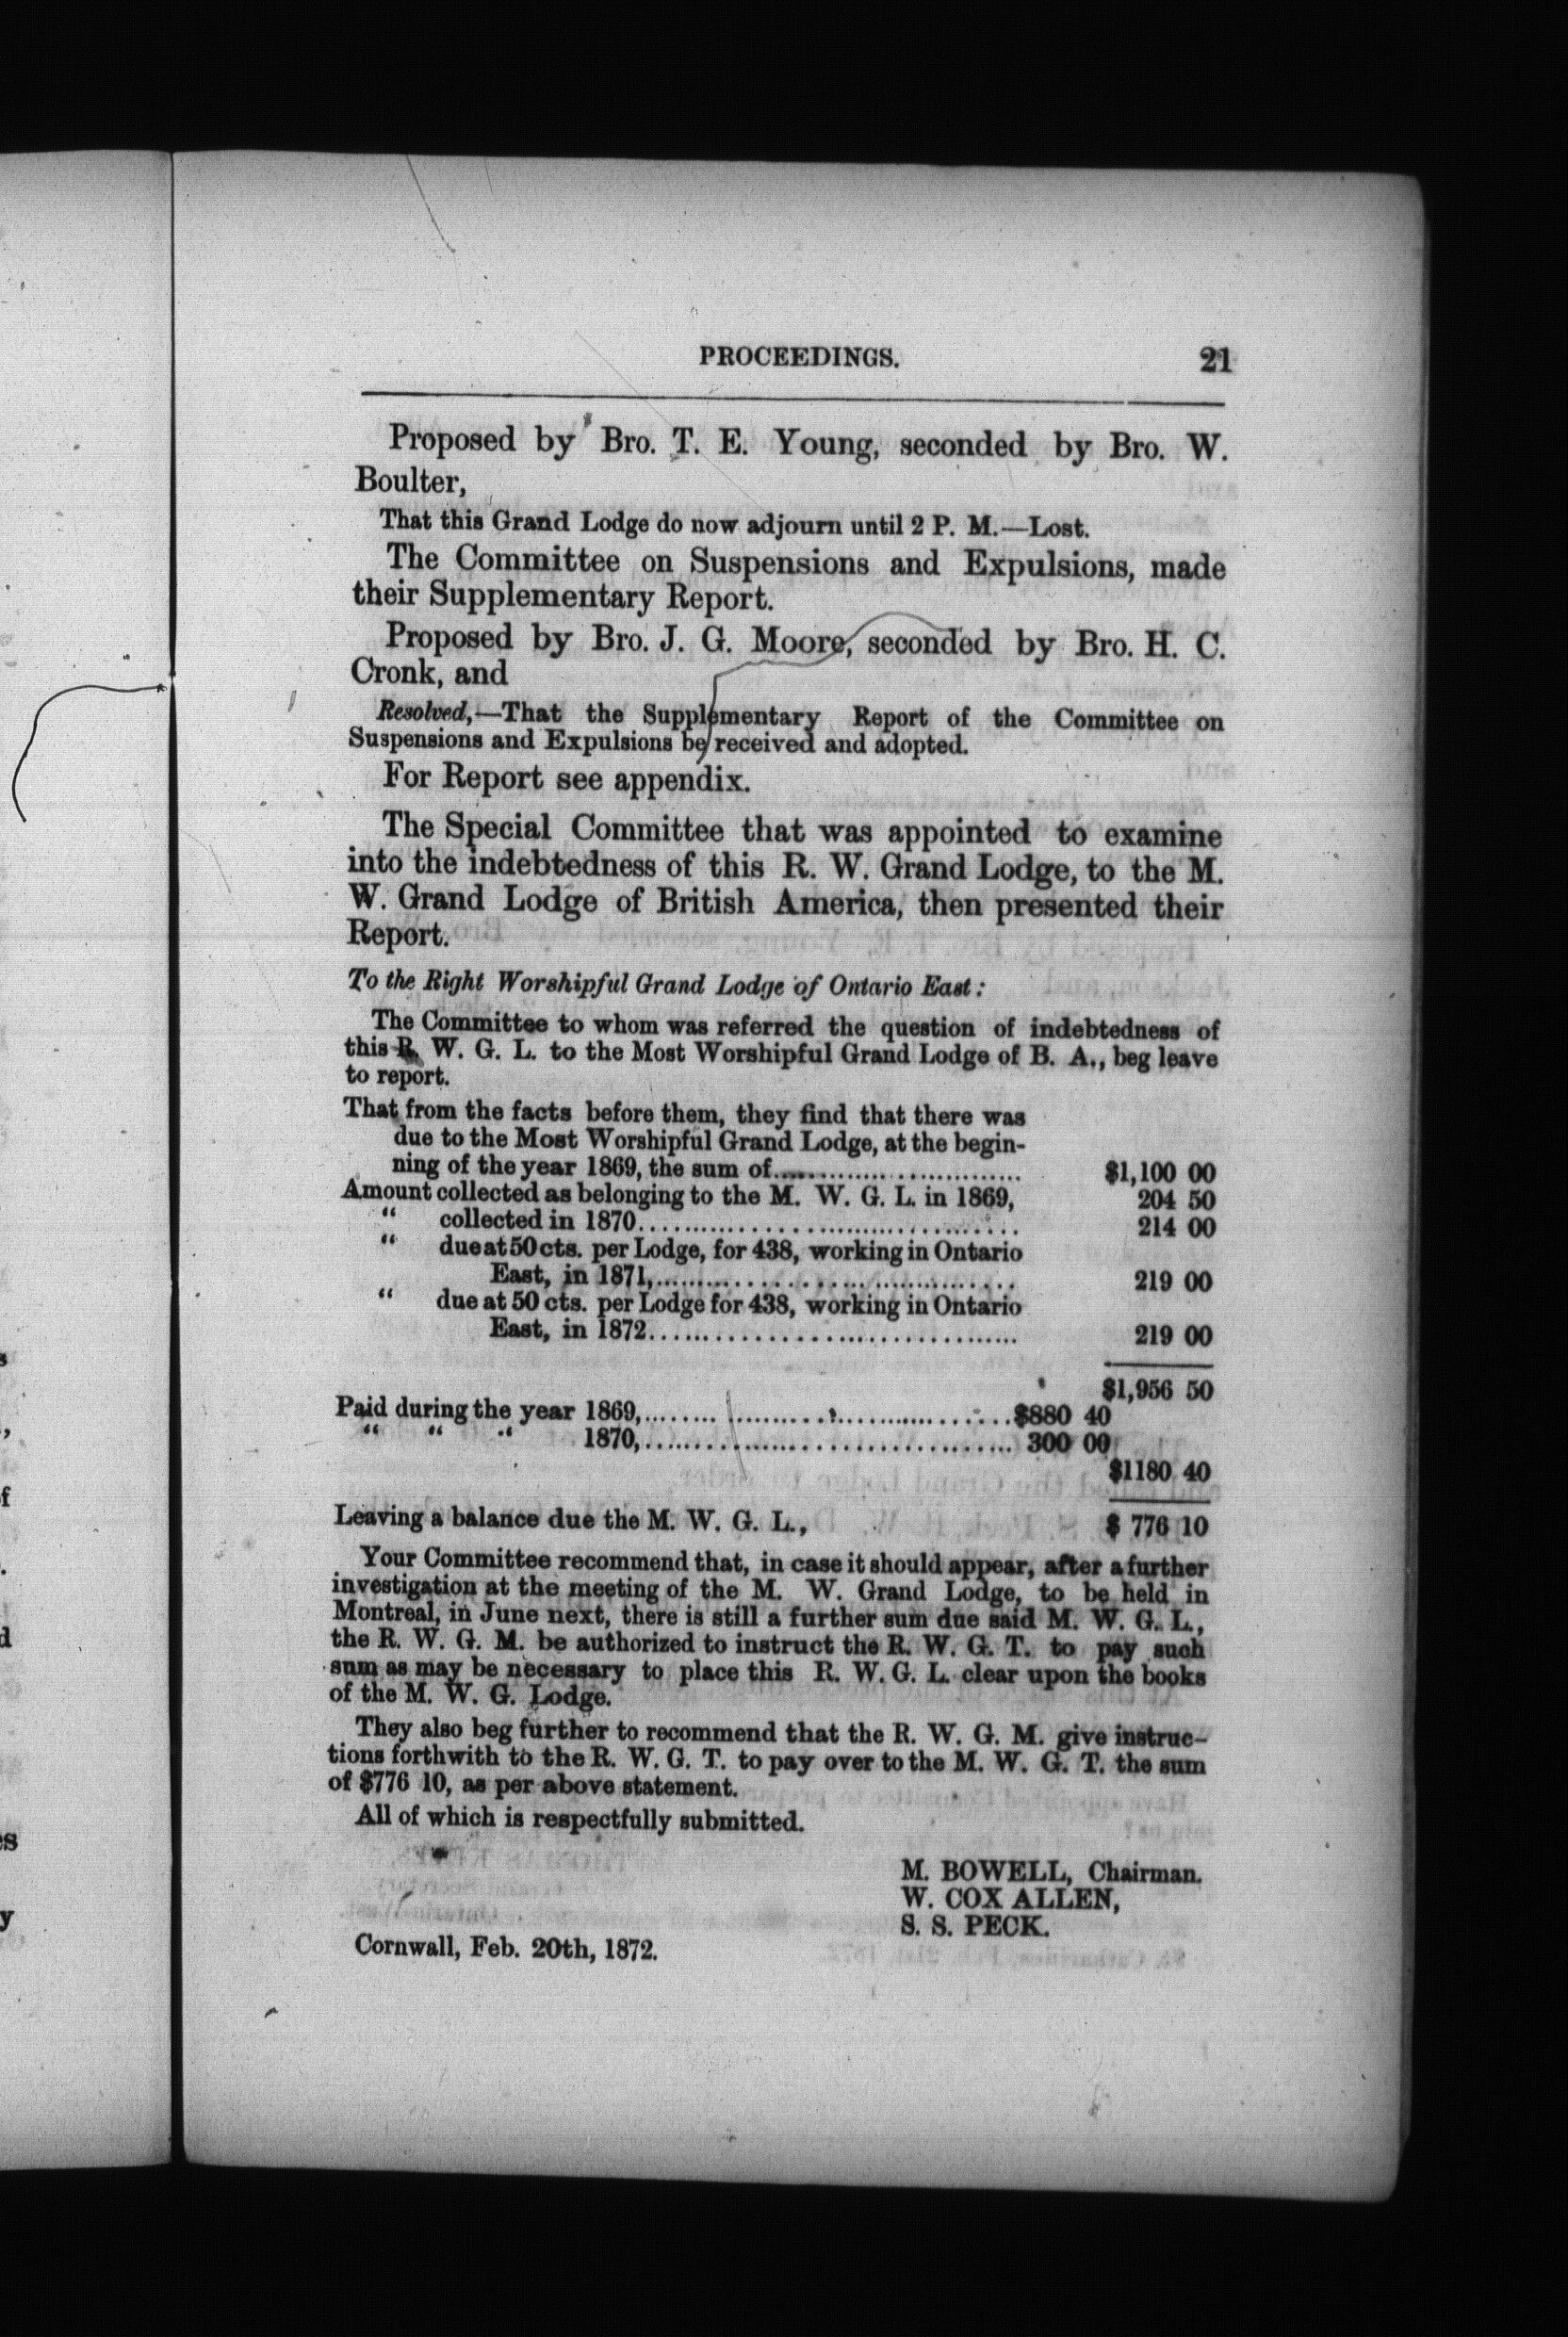 PROCEEDINGS. 21
Proposed by Bro. T. E. Young, seconded by Bro. W.
Boulter,
That this Grand Lodge do now adjourn until 2 P. M.—Lost.
The Committee on Suspensions and Expulsions, made
their Supplementary Report.
Proposed by Bro. J. G. Moore, seconded by Bro. H. C.
Cronk, and
Resolved,—That the Supplementary Report of the Committee on
Suspensions and Expulsions be received and adopted.
For Report see appendix.
The Special Committee that was appointed to examine
into the indebtedness of this R. W. Grand Lodge, to the M.
W. Grand Lodge of British America, then presented their
Report.
To the Right Worshipful Grand Lodge of Ontario East:
The Committee to whom was referred the question of indebtedness of
this R. W. G. L. to the Most Worshipful Grand Lodge of B. A., beg leave
to report.
That from the facts before them, they find that there was
due to the Most Worshipful Grand Lodge, at the begin-
ning of the year 1869, the sum of.............................. $1,100 00
Amount collected as belonging to the M. W. G. L. in 1869, 204 50
“ collected in 1870.............................. 214 00
“ due at 50 cts. per Lodge, for 438, working in Ontario
East, in 1871,.............................. 219 00
“ due at 50 cts. per Lodge for 438, working in Ontario
East, in 1872.............................. 219 00
$1,956 50
Paid during the year 1869,.............................. $880 40
“ “ “ 1870,.............................. 300 00
$1180 40
Leaving a balance due the M. W. G. L., $ 776 10
Your Committee recommend that, in case it should appear, after a further
investigation at the meeting of the M. W. Grand Lodge, to be held in
Montreal, in June next, there is still a further sum due said M. W. G. L.,
the R. W. G. M. be authorized to instruct the R. W. G. T. to pay such
sum as may be necessary to place this R. W. G. L. clear upon the books
of the M. W. G. Lodge.
They also beg further to recommend that the R. W. G. M. give instruc-
tions forthwith to the R. W. G. T. to pay over to the M. W. G. T. the sum
of $776 10, as per above statement.
All of which is respectfully submitted.
M. BOWELL, Chairman.
W. COX ALLEN,
S. S. PECK.
Cornwall, Feb. 20th, 1872.